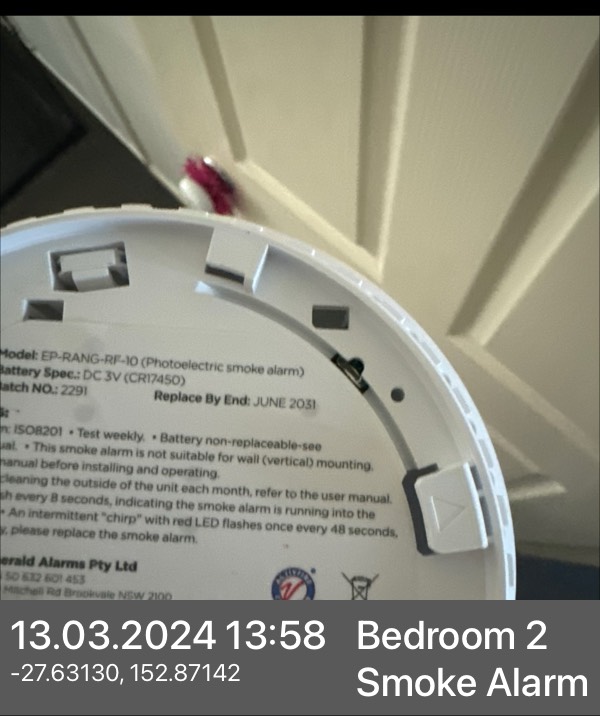 Model: EP-RANG-RF-10 (Photoelectric smoke alarm)
Battery Spec.: DC 3V (CR17450)
Batch NO.: 2291
Replace By End: JUNE 2031
ISO8201 • Test weekly. • Battery non-replaceable-see
• This smoke alarm is not suitable for wall (vertical) mounting.
manual before installing and operating.
cleaning the outside of the unit each month, refer to the user manual.
every 8 seconds, indicating the smoke alarm is running into the
• An intermittent "chirp" with red LED flashes once every 48 seconds,
please replace the smoke alarm.
Alarms Pty Ltd
50 632 601 453
Mitchell Rd Brookvale NSW 2100
13.03.2024 13:58
-27.63130, 152.87142
Bedroom 2
Smoke Alarm